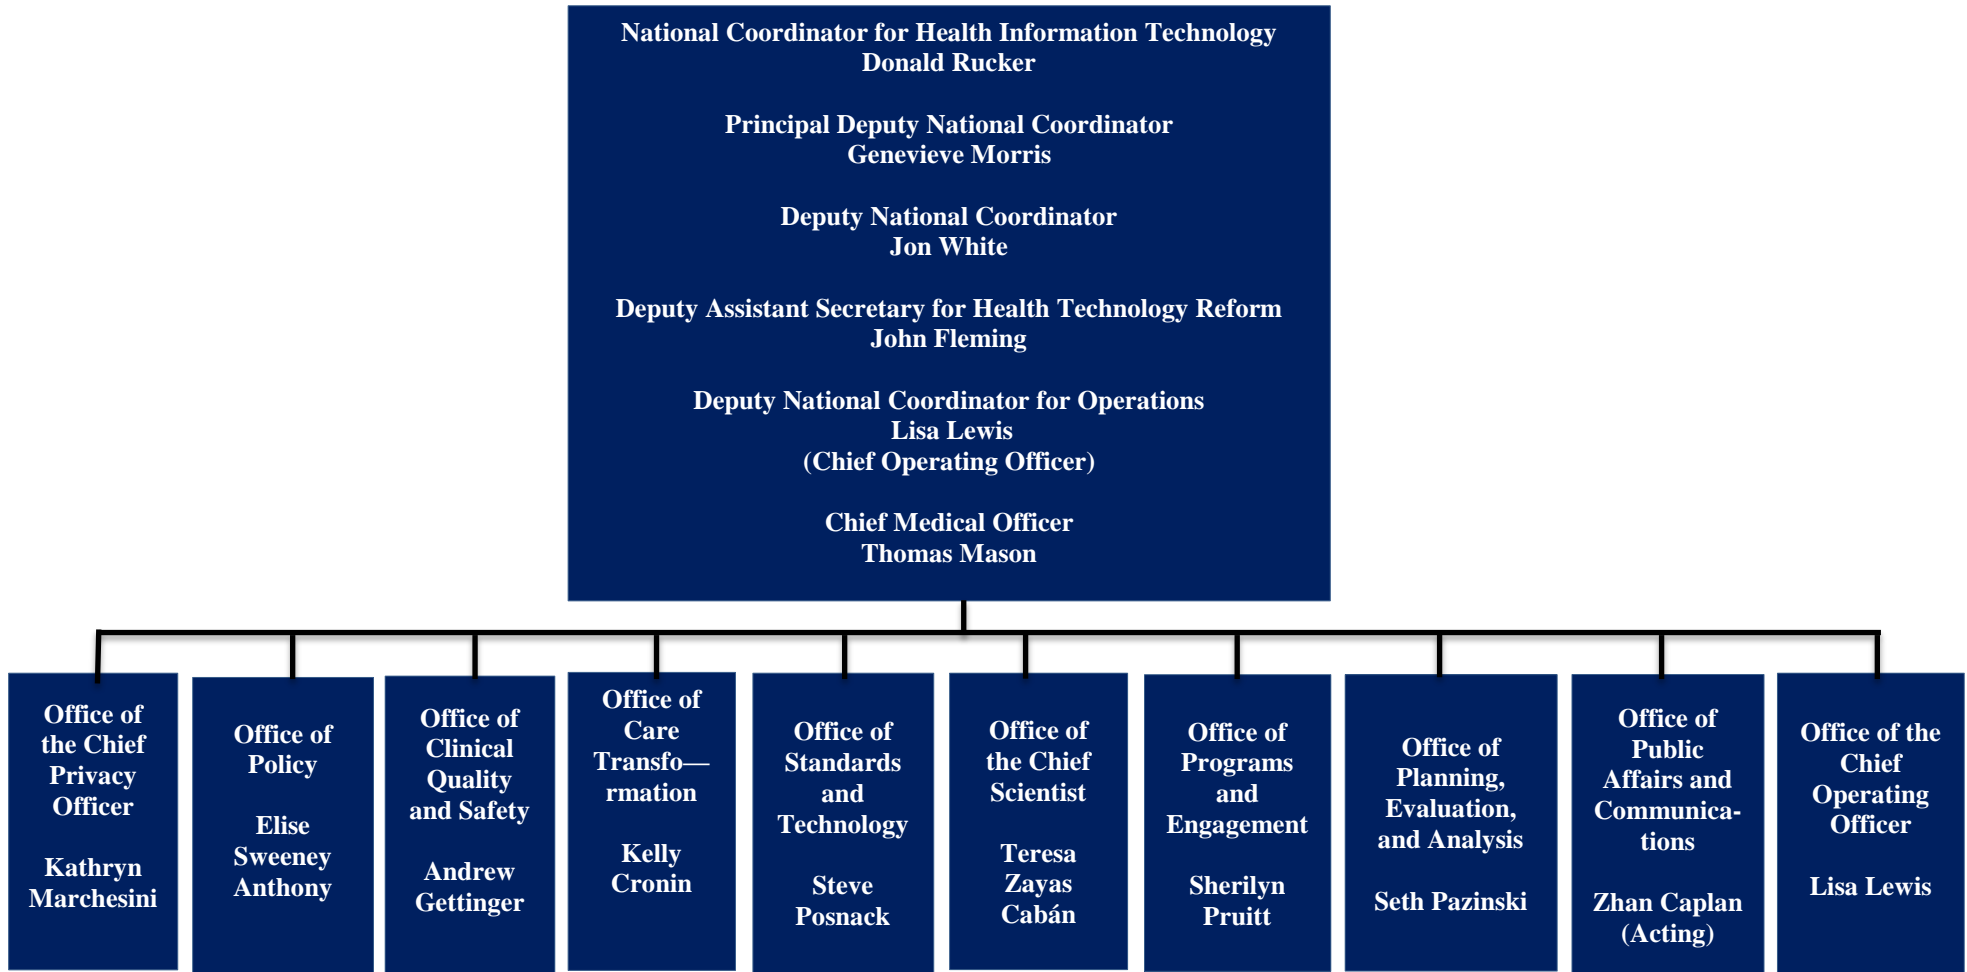 National Coordinator for Health Information Technology
Donald Rucker
Principal Deputy National Coordinator
Genevieve Morris
Deputy National Coordinator
Jon White
Deputy Assistant Secretary for Health Technology Reform
John Fleming
Deputy National Coordinator for Operations
Lisa Lewis
(Chief Operating Officer)
Chief Medical Officer
Thomas Mason
Office of
the Chief
Privacy
Officer
Kathryn
Marchesini
Office of
Policy
Elise
Sweeney
Anthony
Office of
Clinical
Quality
and Safety
Andrew
Gettinger
Office of
Care
Transfo—
rmation
Kelly
Cronin
Office of
Standards
and
Technology
Steve
Posnack
Office of
the Chief
Scientist
Teresa
Zayas
Cabán
Office of
Programs
and
Engagement
Sherilyn
Pruitt
Office of
Planning,
Evaluation,
and Analysis
Seth Pazinski
Office of
Public
Affairs and
Communica-
tions
Zhan Caplan
(Acting)
Office of the
Chief
Operating
Officer
Lisa Lewis